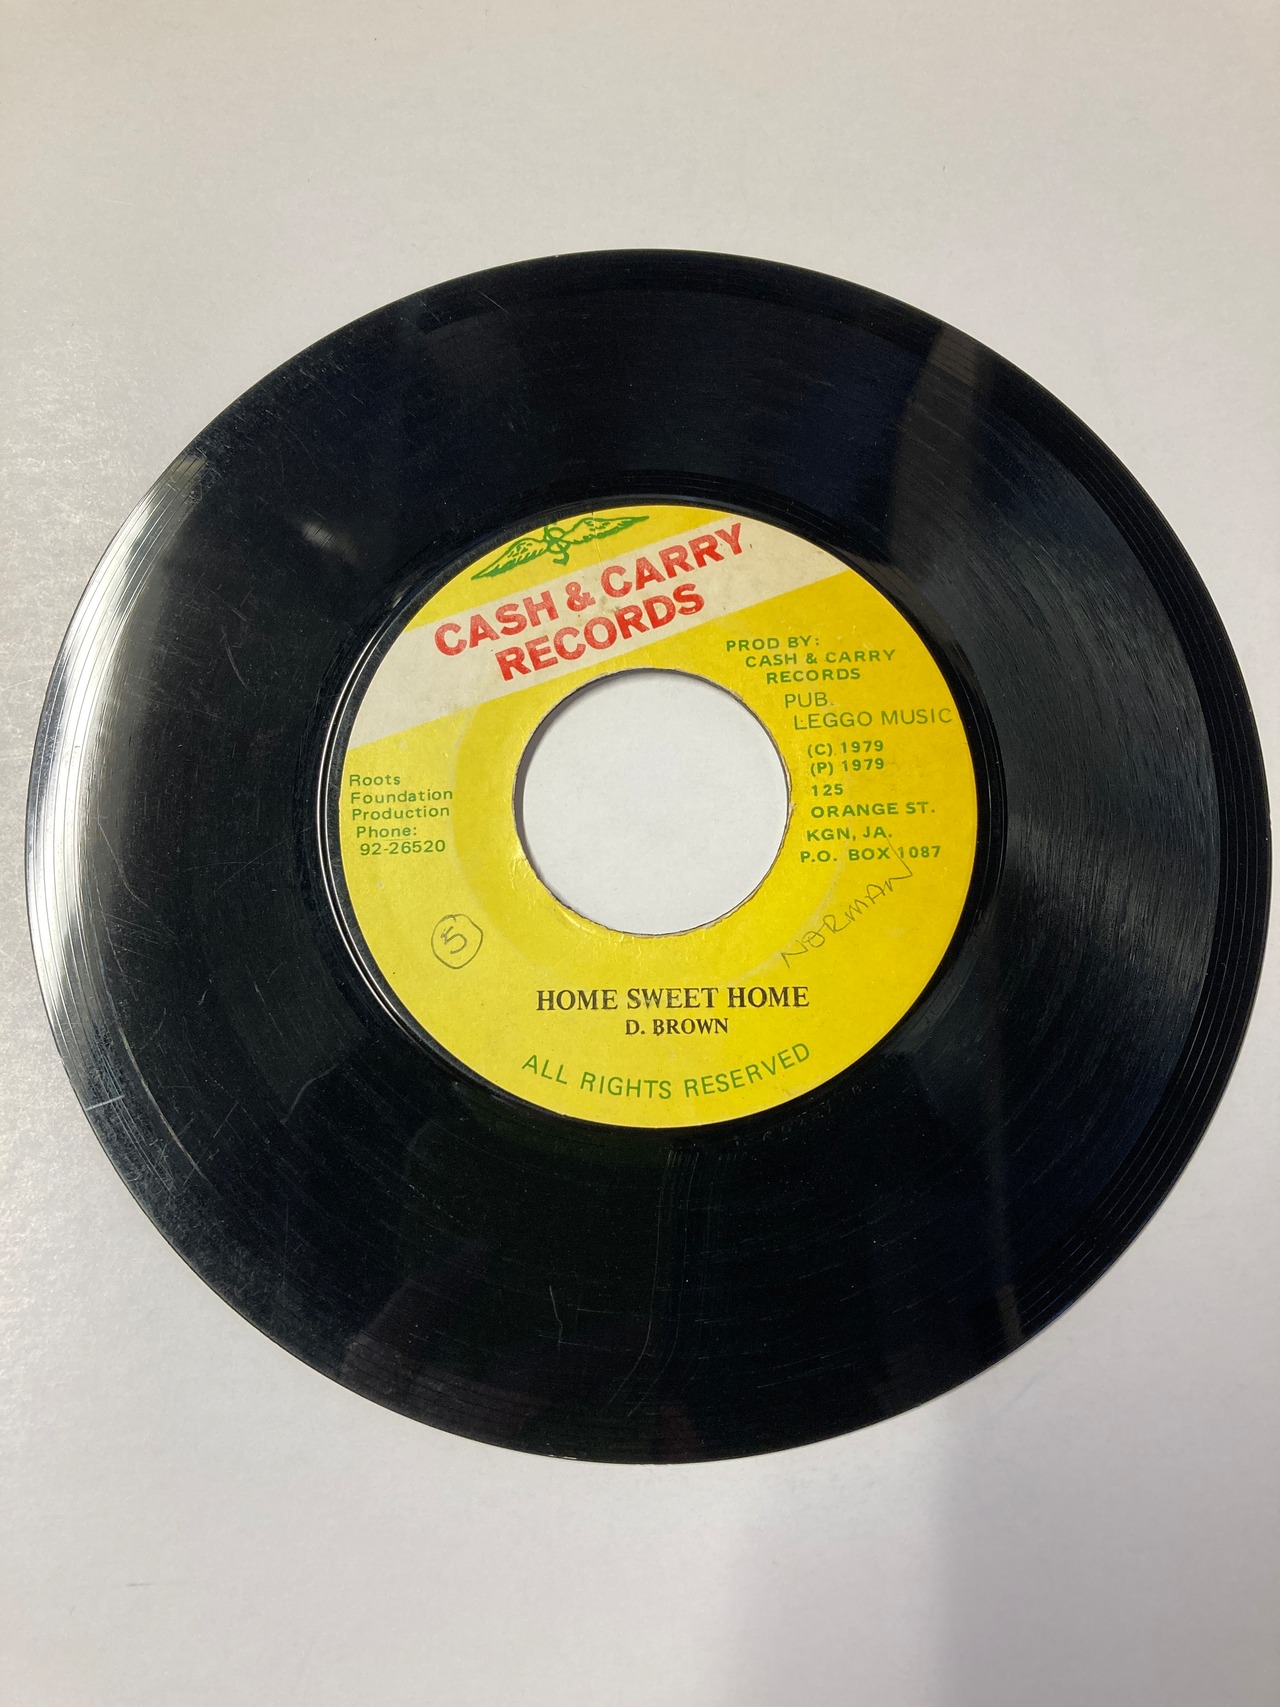 CASH & CARRY
RECORDS
PROD BY:
CASH & CARRY
RECORDS
PUB.
LEGGO MUSIC
(C) 1979
(P) 1979
125
ORANGE ST.
KGN, JA.
P.O. BOX 1087
Roots
Foundation
Production
Phone:
92-26520
5
NORMAN
HOME SWEET HOME
D. BROWN
ALL RIGHTS RESERVED